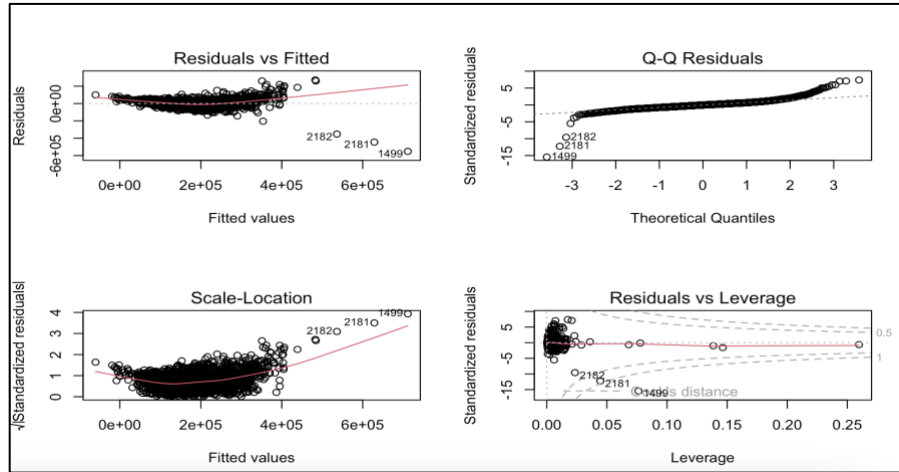 Residuals vs Fitted
Residuals
0e+00
-6e+05
2182
2181
1499
0e+00 2e+05 4e+05 6e+05
Fitted values
Q-Q Residuals
Standardized residuals
5
-5
-15
2182
2181
1499
-3 -2 -1 0 1 2 3
Theoretical Quantiles
Scale-Location
√|Standardized residuals|
4
3
2
1
0
2182
2181
1499
0e+00 2e+05 4e+05 6e+05
Fitted values
Residuals vs Leverage
Standardized residuals
5
-5
-15
0.5
1
2182
2181
1499
distance
0.00 0.05 0.10 0.15 0.20 0.25
Leverage